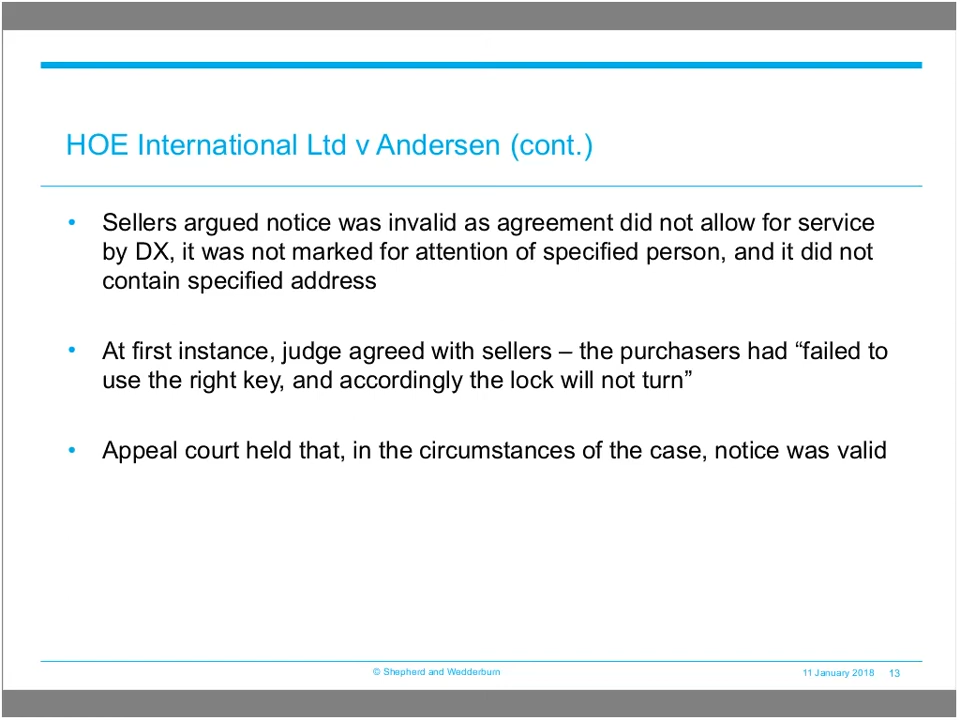 HOE International Ltd v Andersen (cont.)
• Sellers argued notice was invalid as agreement did not allow for service
by DX, it was not marked for attention of specified person, and it did not
contain specified address
• At first instance, judge agreed with sellers – the purchasers had “failed to
use the right key, and accordingly the lock will not turn”
• Appeal court held that, in the circumstances of the case, notice was valid
© Shepherd and Wedderburn
11 January 2018 13